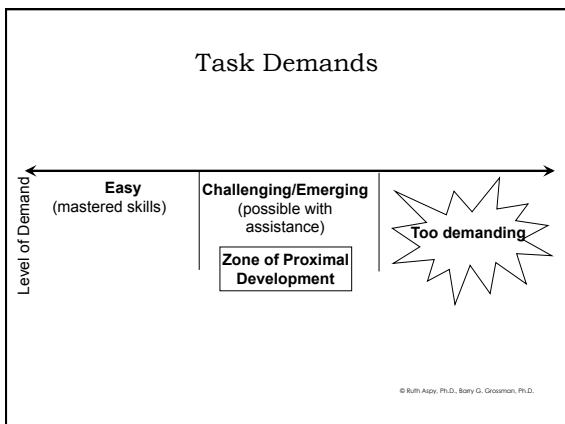 Task Demands
Level of Demand
Easy
(mastered skills)
Challenging/Emerging
(possible with
assistance)
Zone of Proximal
Development
Too demanding
© Ruth Aspy, Ph.D., Barry G. Grossman, Ph.D.